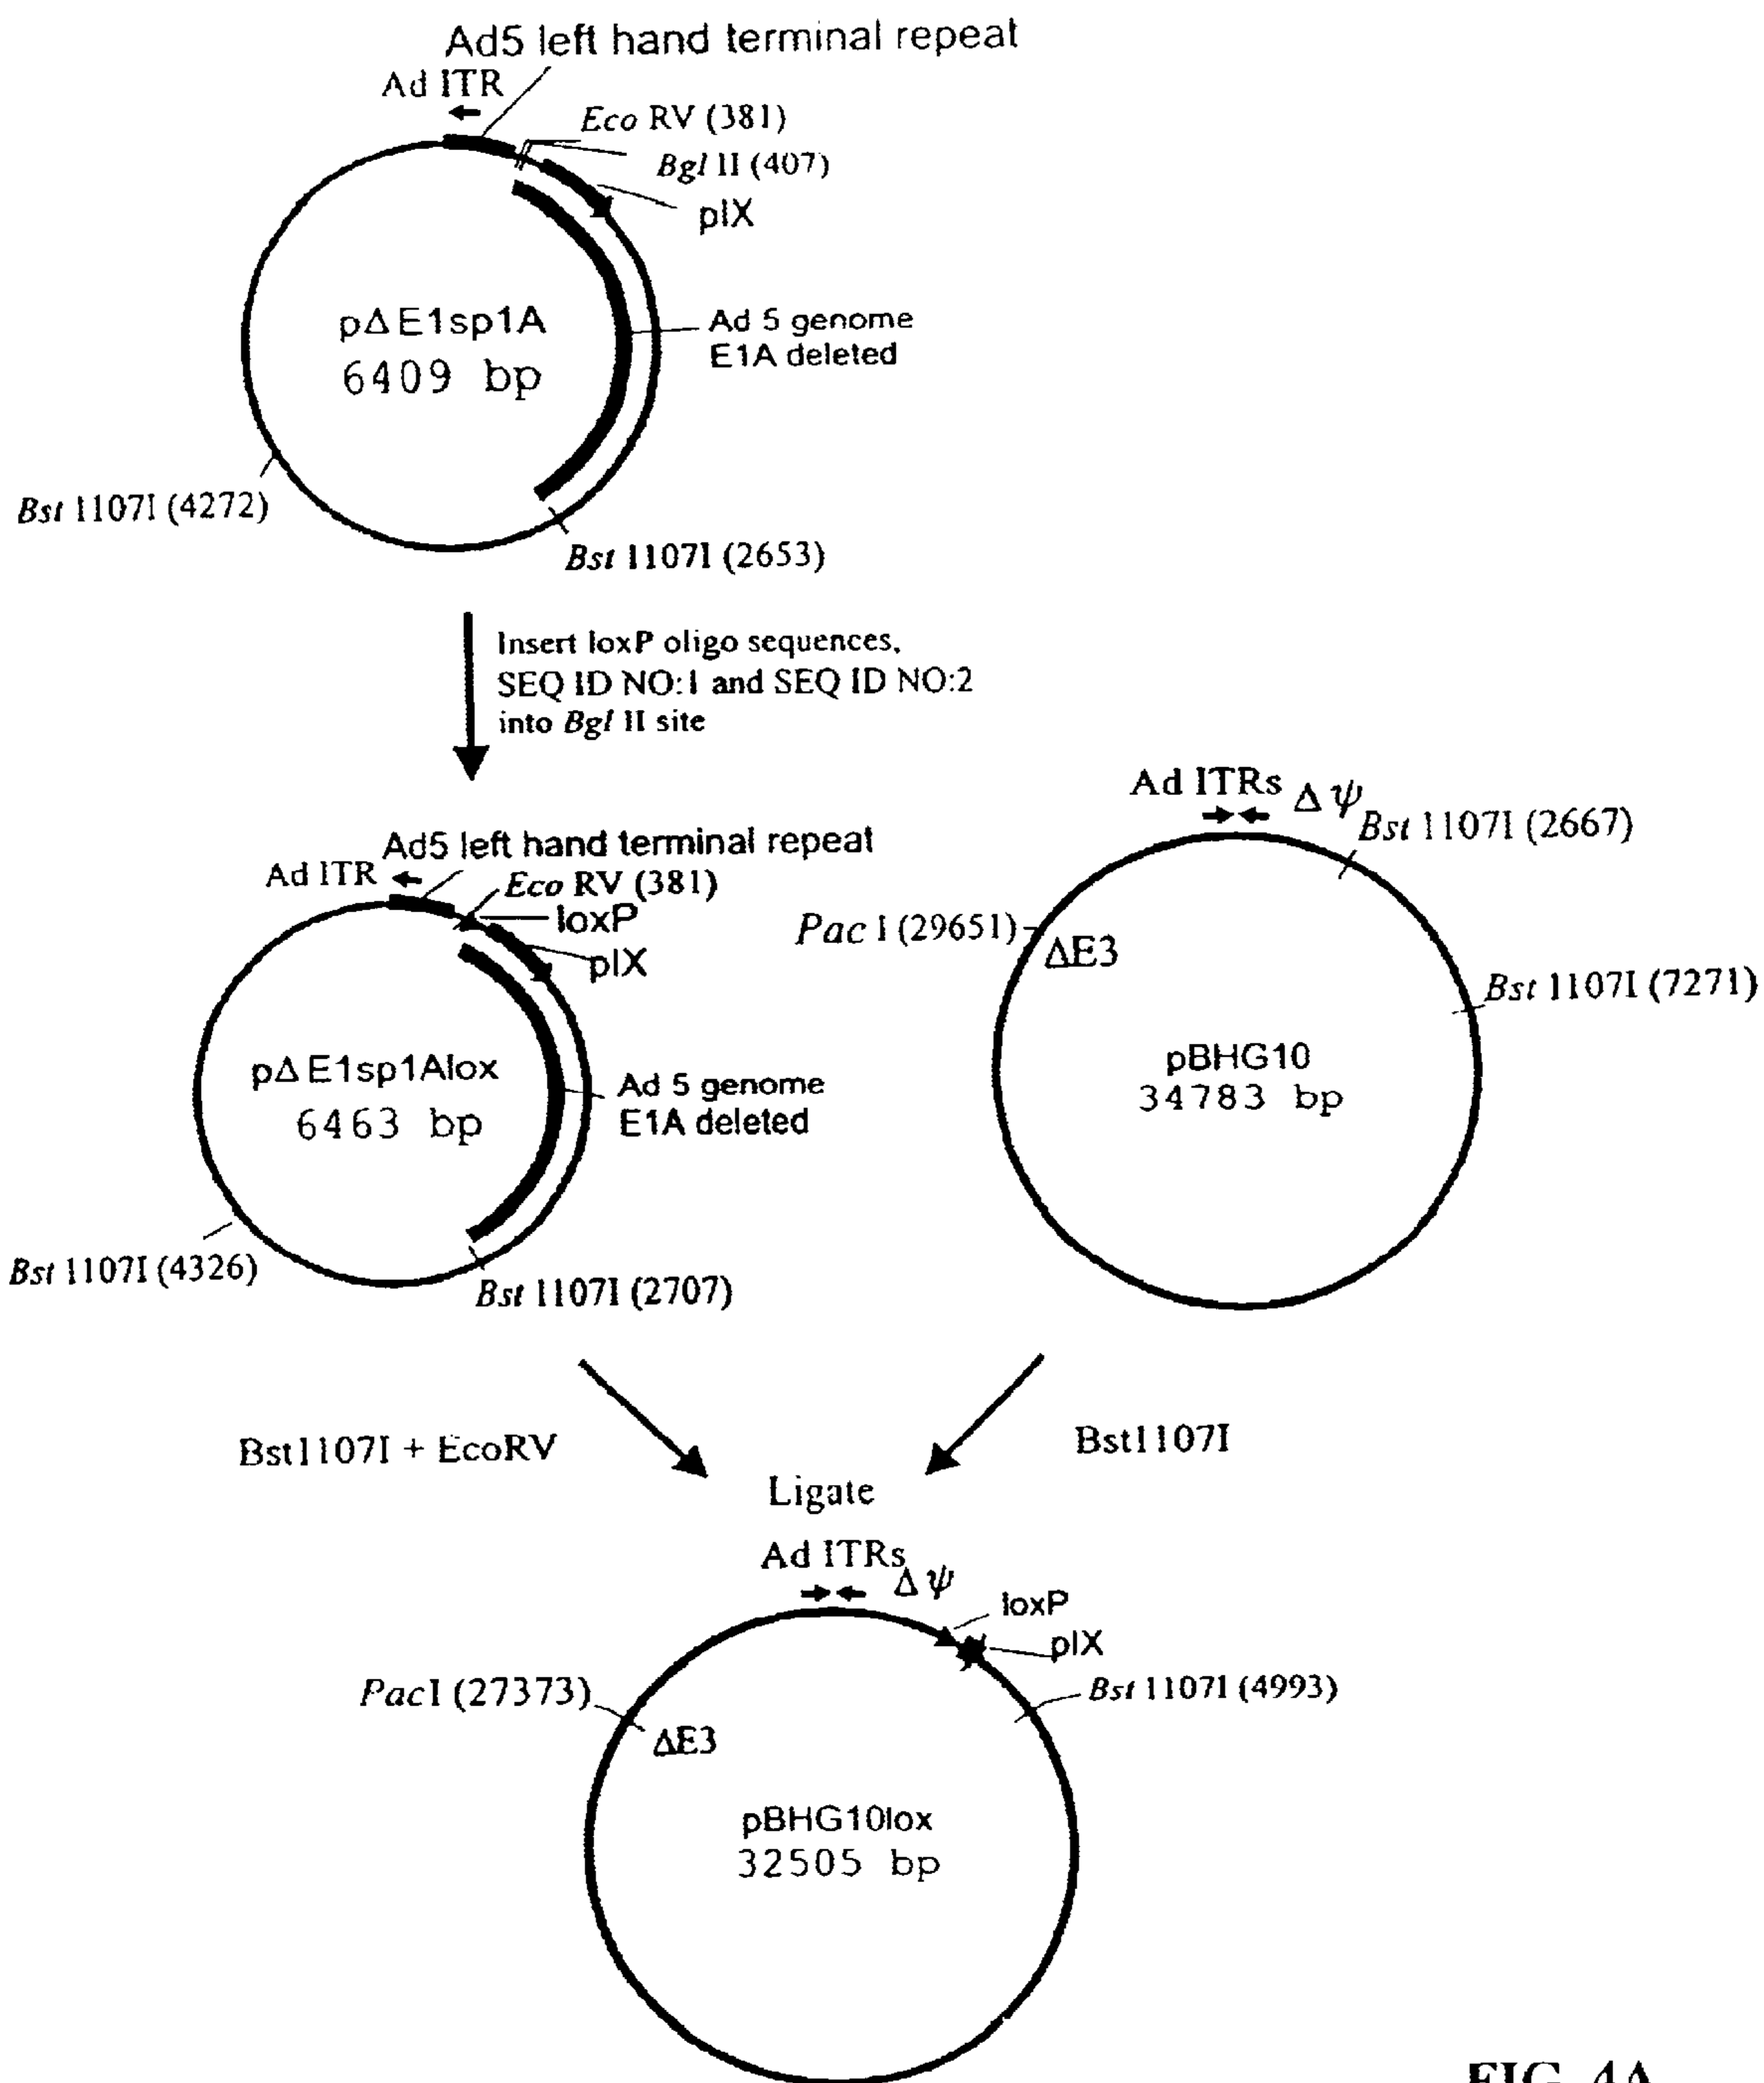 Ad5 left hand terminal repeat
Ad ITR
Eco RV (381)
Bgl II (407)
pIX
pΔE1sp1A
6409 bp
Ad 5 genome
E1A deleted
Bst 1107I (4272)
Bst 1107I (2653)
Insert loxP oligo sequences,
SEQ ID NO:1 and SEQ ID NO:2
into Bgl II site
Ad5 left hand terminal repeat
Ad ITR
Eco RV (381)
loxP
pIX
pΔE1sp1Alox
6463 bp
Ad 5 genome
E1A deleted
Bst 1107I (4326)
Bst 1107I (2707)
Ad ITRs Δψ
Bst 1107I (2667)
Pac I (29651)
ΔE3
Bst 1107I (7271)
pBHG10
34783 bp
Bst1107I + EcoRV
Bst1107I
Ligate
Ad ITRs Δψ
loxP
pIX
PacI (27373)
Bst 1107I (4993)
ΔE3
pBHG10lox
32505 bp
FIG. 4A